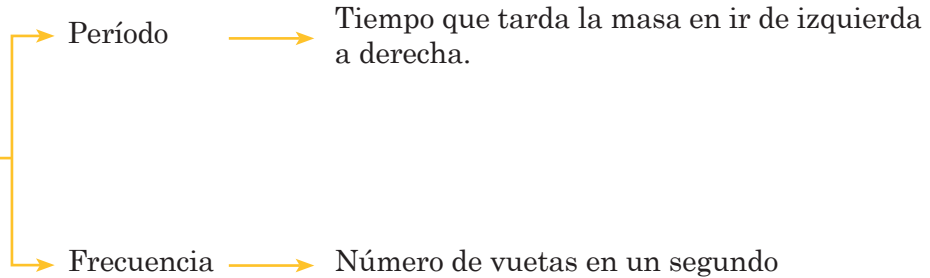 Período
Tiempo que tarda la masa en ir de izquierda
a derecha.
Frecuencia
Número de vuetas en un segundo